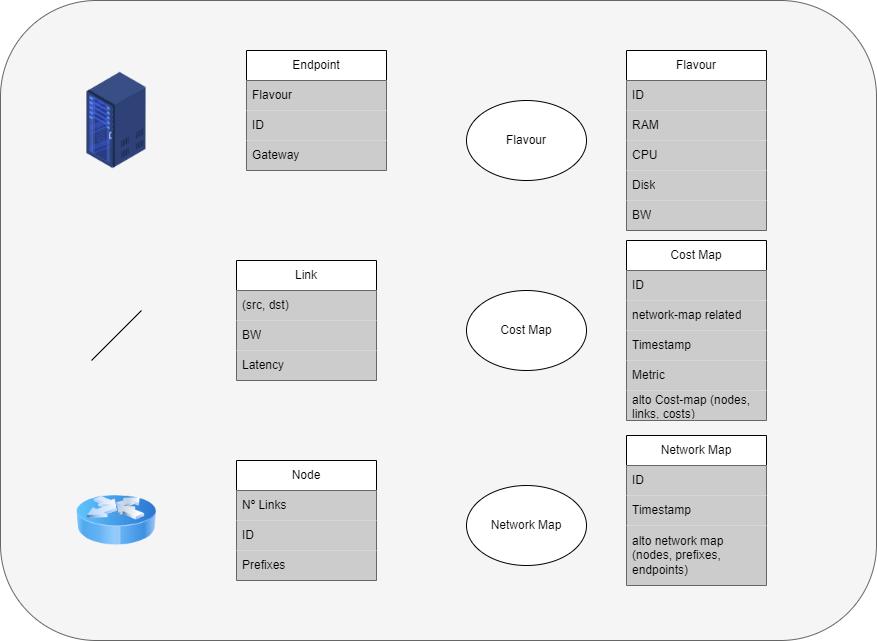 Endpoint
Flavour
ID
Gateway
Flavour
Flavour
ID
RAM
CPU
Disk
BW
Link
(src, dst)
BW
Latency
Cost Map
Cost Map
ID
network-map related
Timestamp
Metric
alto Cost-map (nodes,
links, costs)
Node
Nº Links
ID
Prefixes
Network Map
Network Map
ID
Timestamp
alto network map
(nodes, prefixes,
endpoints)